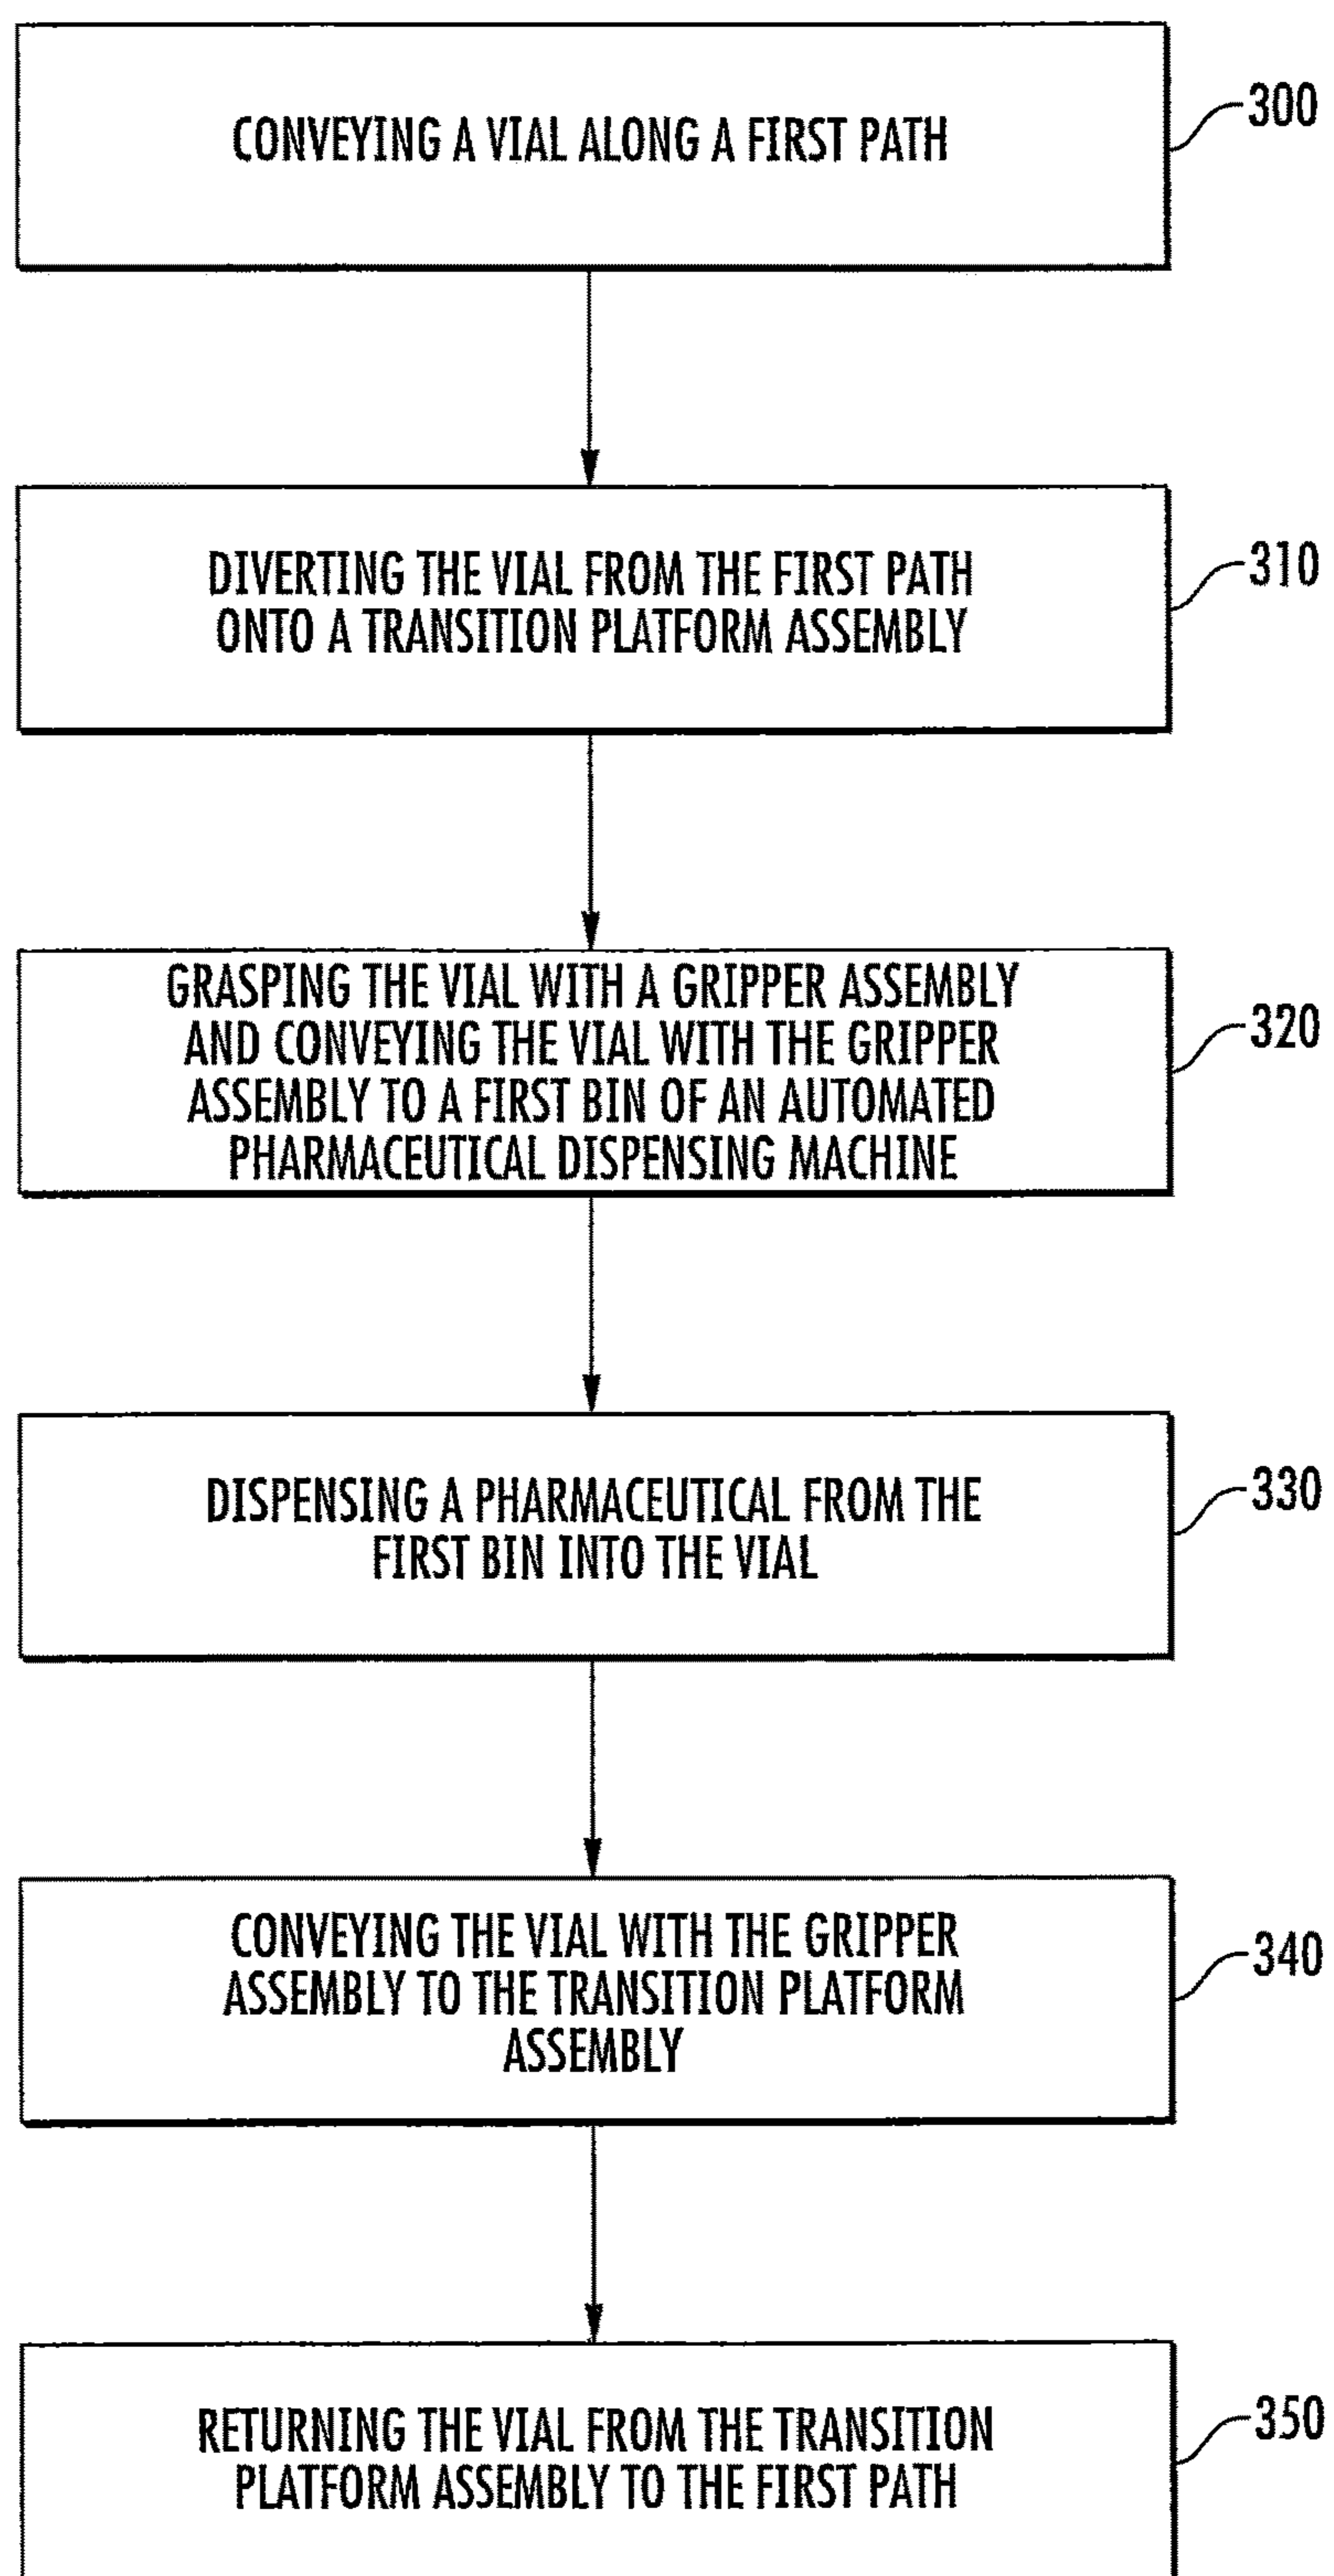 CONVEYING A VIAL ALONG A FIRST PATH
300
DIVERTING THE VIAL FROM THE FIRST PATH
ONTO A TRANSITION PLATFORM ASSEMBLY
310
GRASPING THE VIAL WITH A GRIPPER ASSEMBLY
AND CONVEYING THE VIAL WITH THE GRIPPER
ASSEMBLY TO A FIRST BIN OF AN AUTOMATED
PHARMACEUTICAL DISPENSING MACHINE
320
DISPENSING A PHARMACEUTICAL FROM THE
FIRST BIN INTO THE VIAL
330
CONVEYING THE VIAL WITH THE GRIPPER
ASSEMBLY TO THE TRANSITION PLATFORM
ASSEMBLY
340
RETURNING THE VIAL FROM THE TRANSITION
PLATFORM ASSEMBLY TO THE FIRST PATH
350